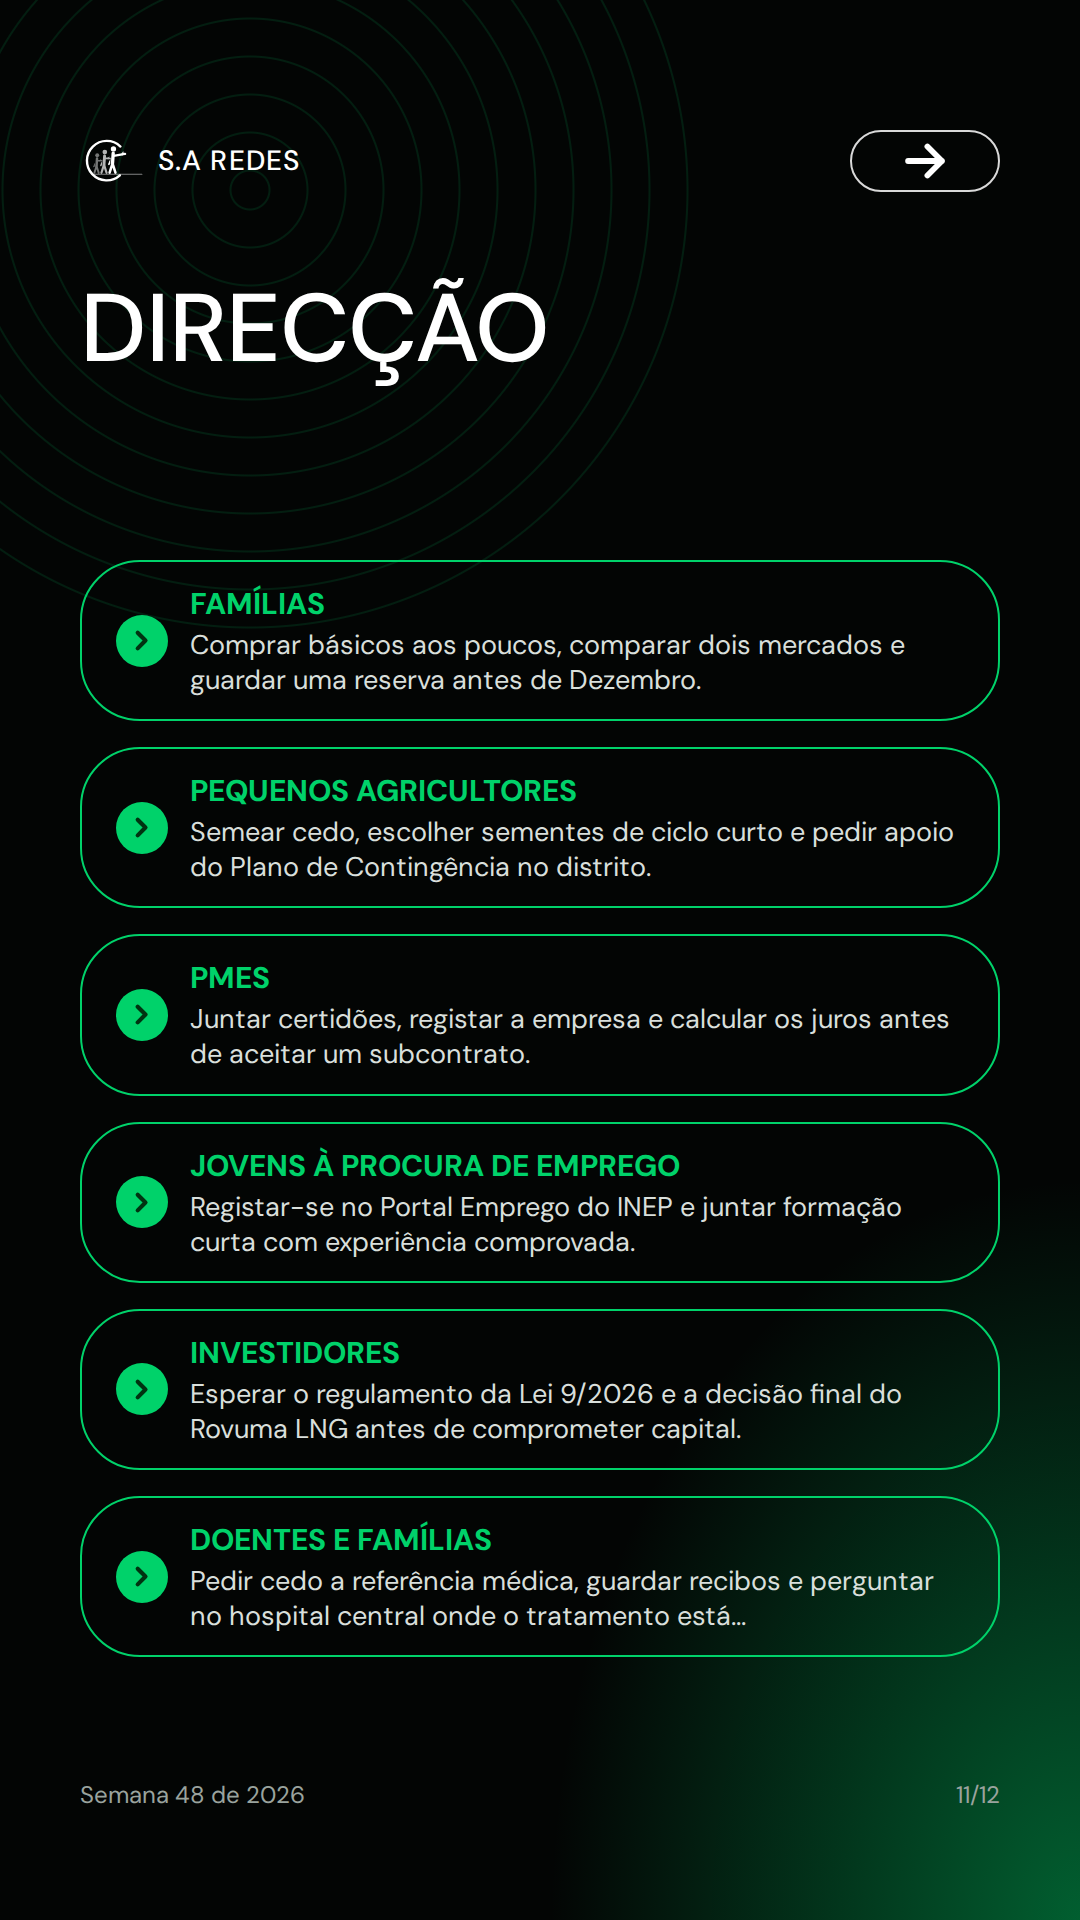 S.A REDES
DIRECÇÃO
FAMÍLIAS
Comprar básicos aos poucos, comparar dois mercados e
guardar uma reserva antes de Dezembro.
PEQUENOS AGRICULTORES
Semear cedo, escolher sementes de ciclo curto e pedir apoio
do Plano de Contingência no distrito.
PMES
Juntar certidões, registar a empresa e calcular os juros antes
de aceitar um subcontrato.
JOVENS À PROCURA DE EMPREGO
Registar-se no Portal Emprego do INEP e juntar formação
curta com experiência comprovada.
INVESTIDORES
Esperar o regulamento da Lei 9/2026 e a decisão final do
Rovuma LNG antes de comprometer capital.
DOENTES E FAMÍLIAS
Pedir cedo a referência médica, guardar recibos e perguntar
no hospital central onde o tratamento está...
Semana 48 de 2026
11/12